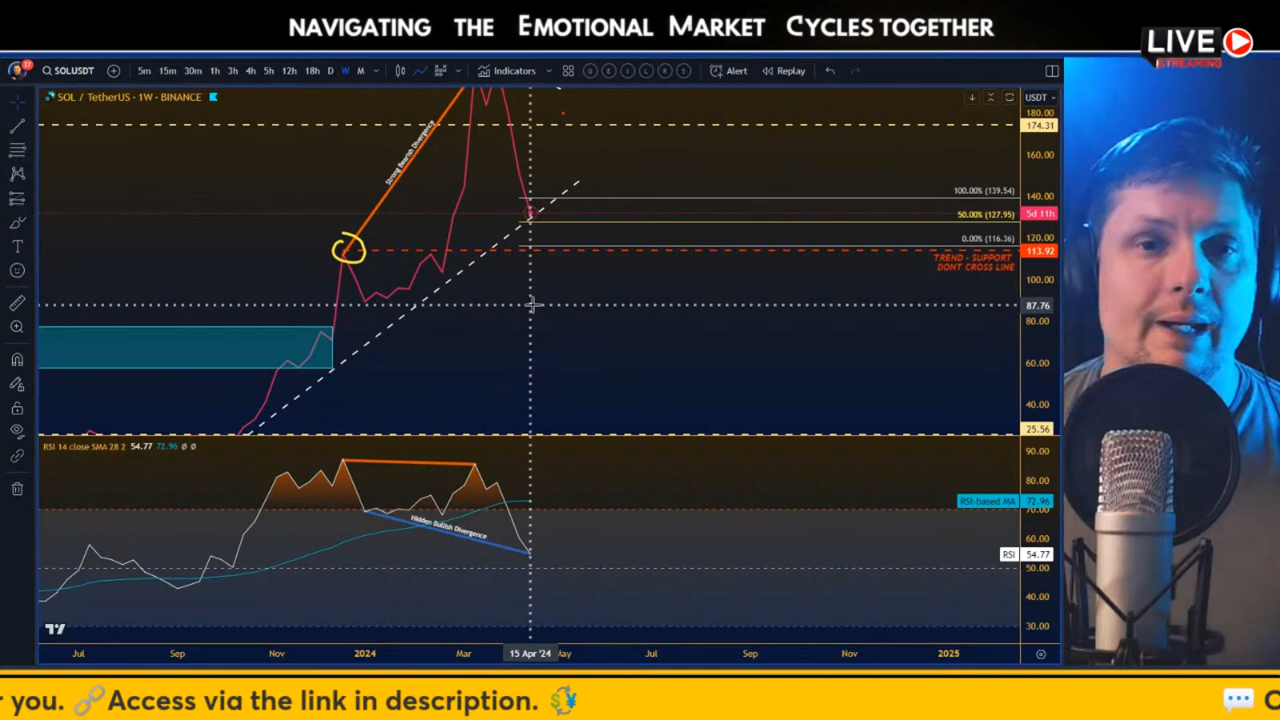 NAVIGATING THE EMOTIONAL MARKET CYCLES TOGETHER
LIVE
STREAMING
17
SOLUSDT
5m 15m 30m 1h 3h 4h 5h 12h 18h D W M
Indicators
Alert
Replay
SOL / TetherUS · 1W · BINANCE
USDT
180.00
174.31
160.00
140.00
5d 11h
120.00
113.92
100.00
87.76
80.00
60.00
40.00
25.56
Strong Bearish Divergence
100.00% (139.54)
50.00% (127.95)
0.00% (116.36)
TREND - SUPPORT
DONT CROSS LINE
RSI 14 close SMA 28 2 54.77 72.96 Ø Ø
Hidden Bullish Divergence
90.00
80.00
RSI-based MA 72.96
70.00
60.00
RSI 54.77
50.00
40.00
30.00
Jul Sep Nov 2024 Mar 15 Apr '24 May Jul Sep Nov 2025
r you. Access via the link in description.